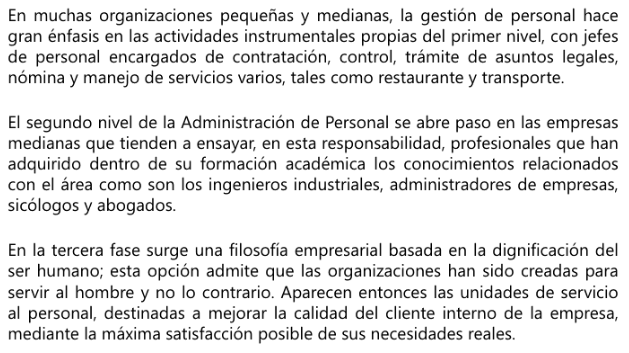 En muchas organizaciones pequeñas y medianas, la gestión de personal hace
gran énfasis en las actividades instrumentales propias del primer nivel, con jefes
de personal encargados de contratación, control, trámite de asuntos legales,
nómina y manejo de servicios varios, tales como restaurante y transporte.
El segundo nivel de la Administración de Personal se abre paso en las empresas
medianas que tienden a ensayar, en esta responsabilidad, profesionales que han
adquirido dentro de su formación académica los conocimientos relacionados
con el área como son los ingenieros industriales, administradores de empresas,
sicólogos y abogados.
En la tercera fase surge una filosofía empresarial basada en la dignificación del
ser humano; esta opción admite que las organizaciones han sido creadas para
servir al hombre y no lo contrario. Aparecen entonces las unidades de servicio
al personal, destinadas a mejorar la calidad del cliente interno de la empresa,
mediante la máxima satisfacción posible de sus necesidades reales.